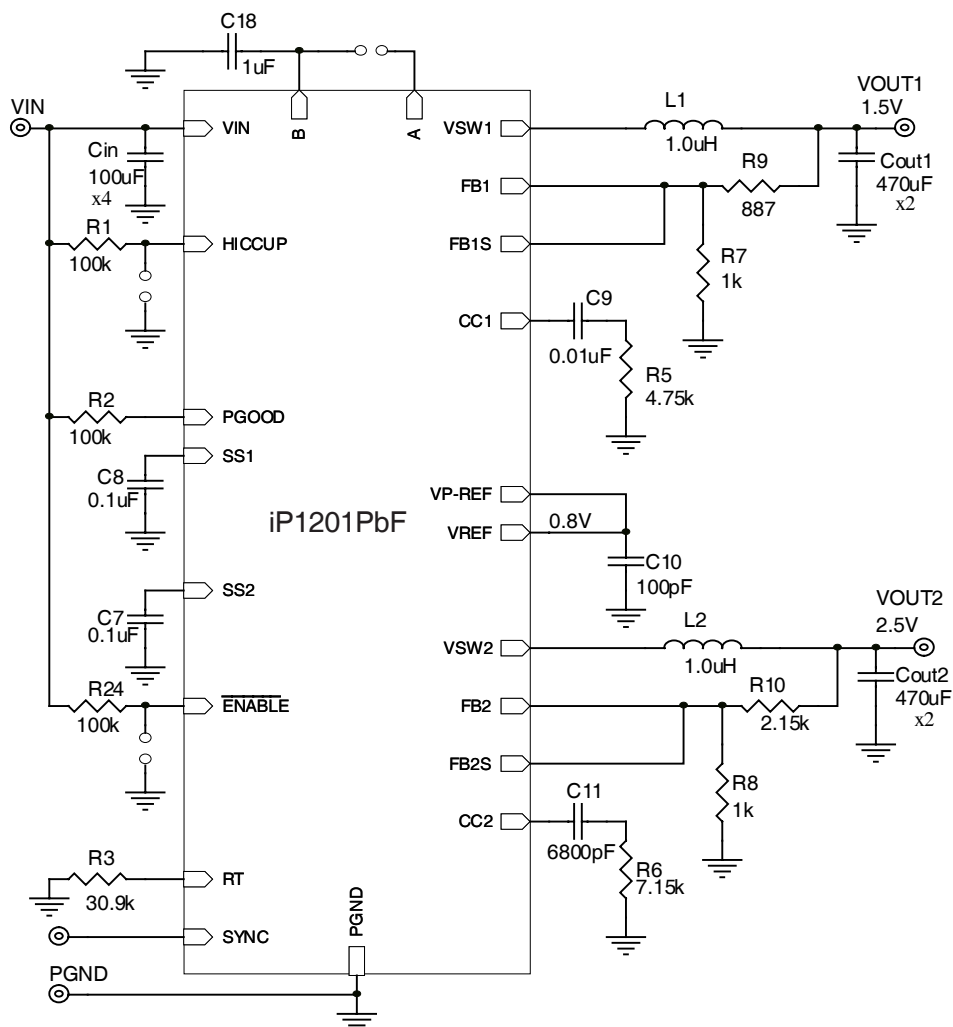 C18
1uF
VIN
VIN
B
A
VSW1
L1
1.0uH
VOUT1
1.5V
Cin
100uF
x4
FB1
R9
887
Cout1
470uF
x2
R1
100k
HICCUP
FB1S
R7
1k
CC1
C9
0.01uF
R5
4.75k
R2
100k
PGOOD
SS1
C8
0.1uF
iP1201PbF
VP-REF
VREF
0.8V
C10
100pF
SS2
C7
0.1uF
VSW2
L2
1.0uH
VOUT2
2.5V
R24
100k
ENABLE
FB2
R10
2.15k
Cout2
470uF
x2
FB2S
R8
1k
CC2
C11
6800pF
R6
7.15k
R3
30.9k
RT
SYNC
PGND
PGND